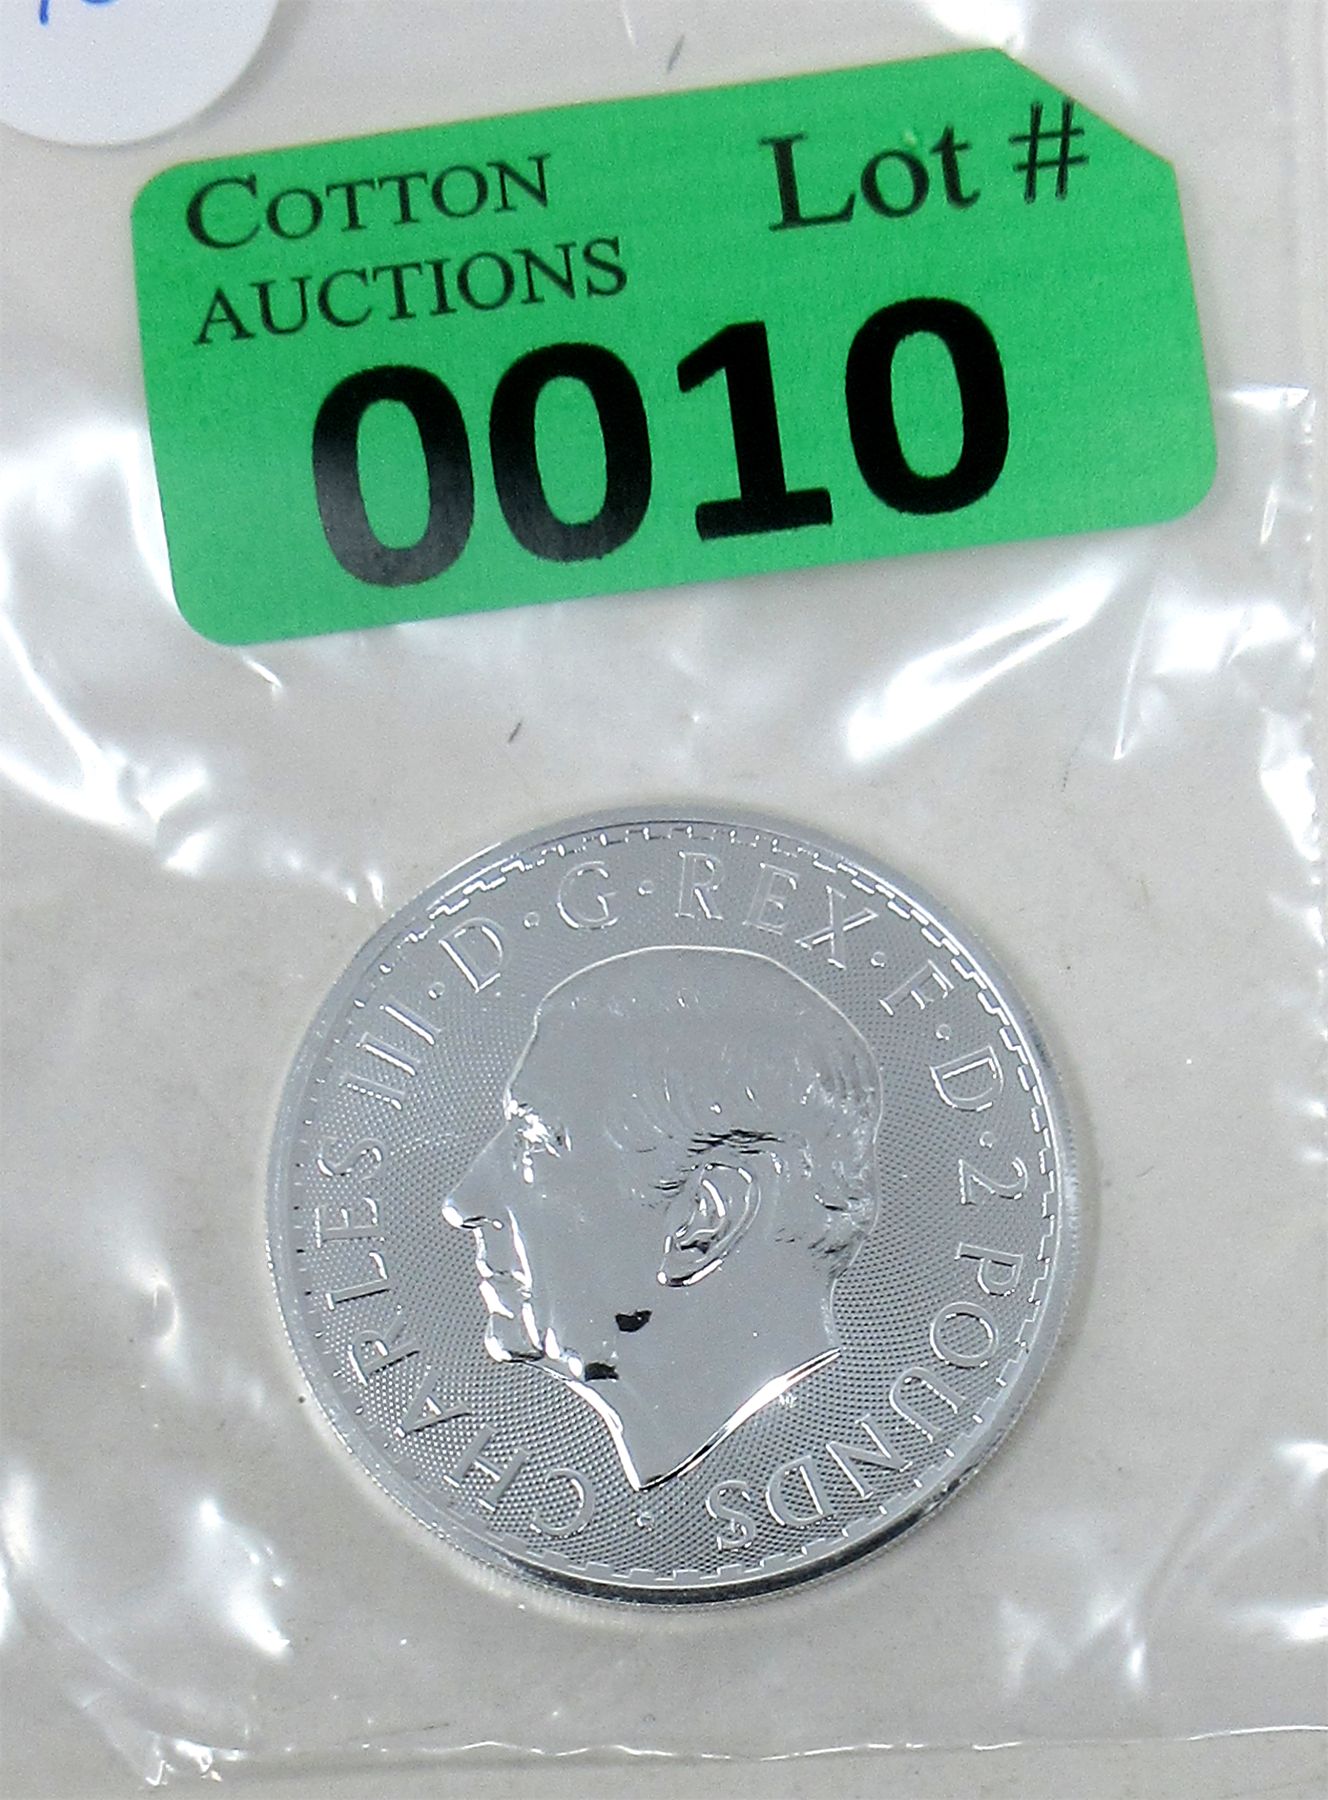 COTTON
AUCTIONS
Lot #
0010
CHARLES III · D · G · REX · F · D · 2 POUNDS ·